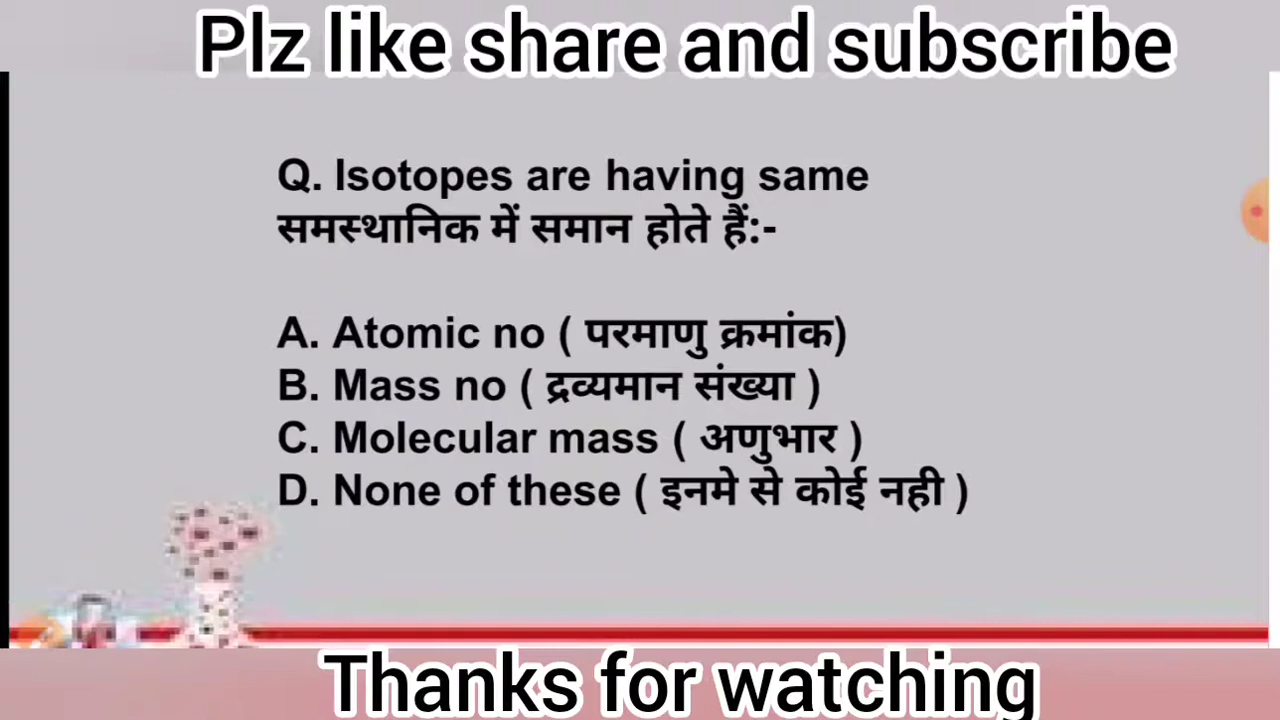 Plz like share and subscribe
Q. Isotopes are having same
समस्थानिक में समान होते हैं:-
A. Atomic no ( परमाणु क्रमांक)
B. Mass no ( द्रव्यमान संख्या )
C. Molecular mass ( अणुभार )
D. None of these ( इनमे से कोई नही )
Thanks for watching